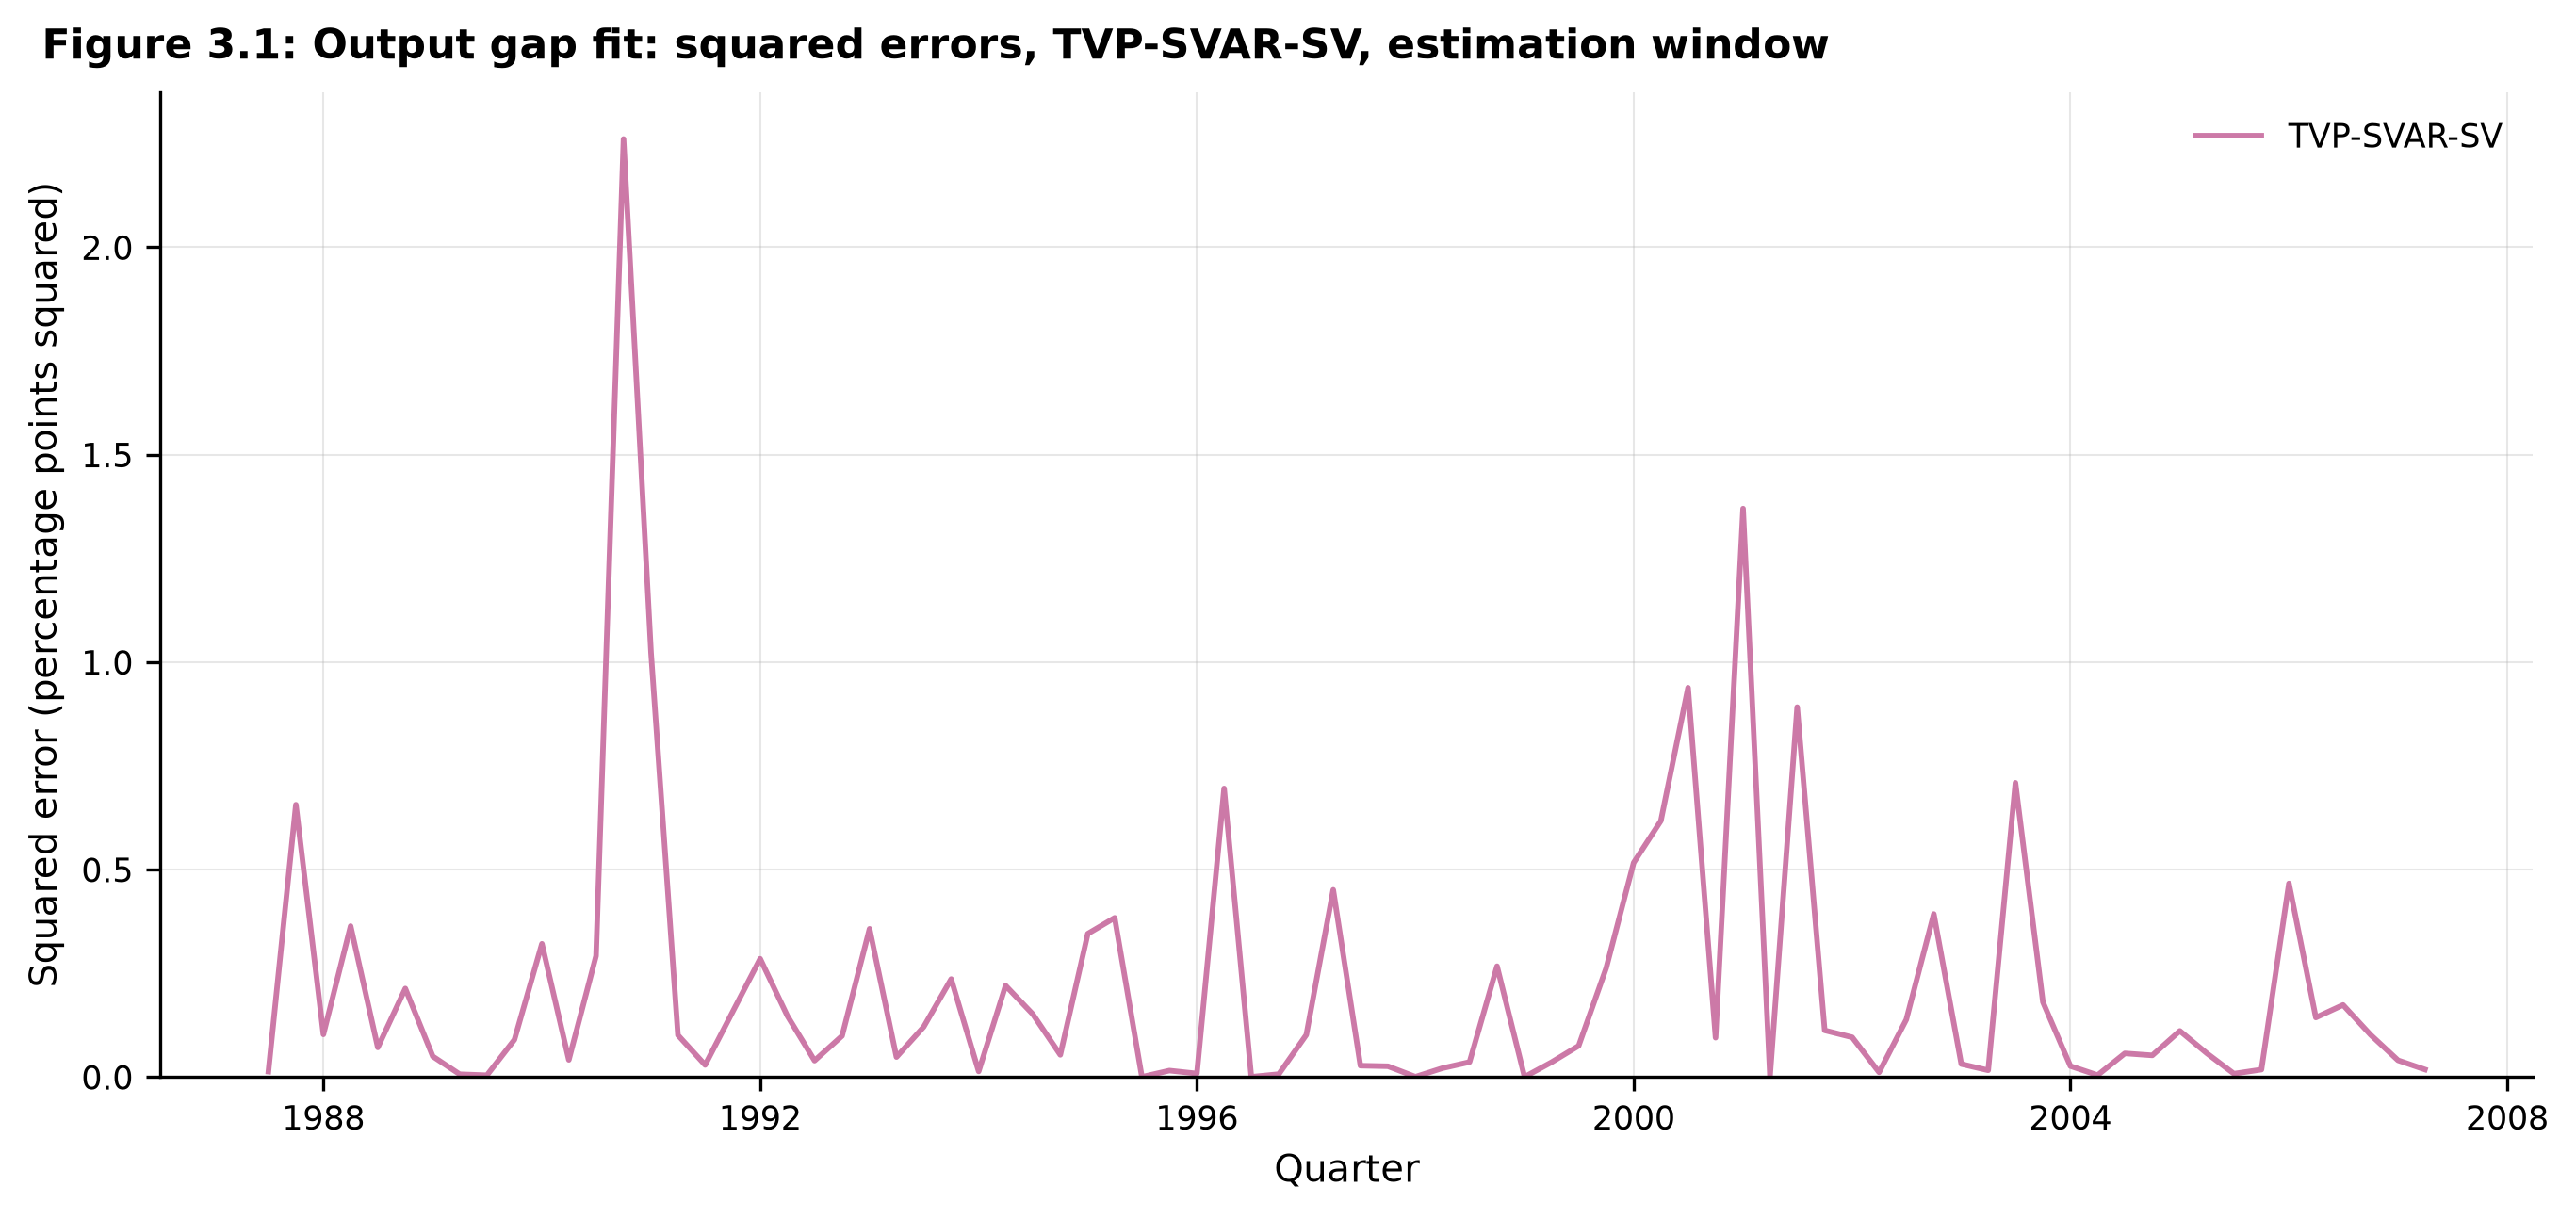 Figure 3.1: Output gap fit: squared errors, TVP-SVAR-SV, estimation window
TVP-SVAR-SV
Squared error (percentage points squared)
2.0
1.5
1.0
0.5
0.0
1988 1992 1996 2000 2004 2008
Quarter